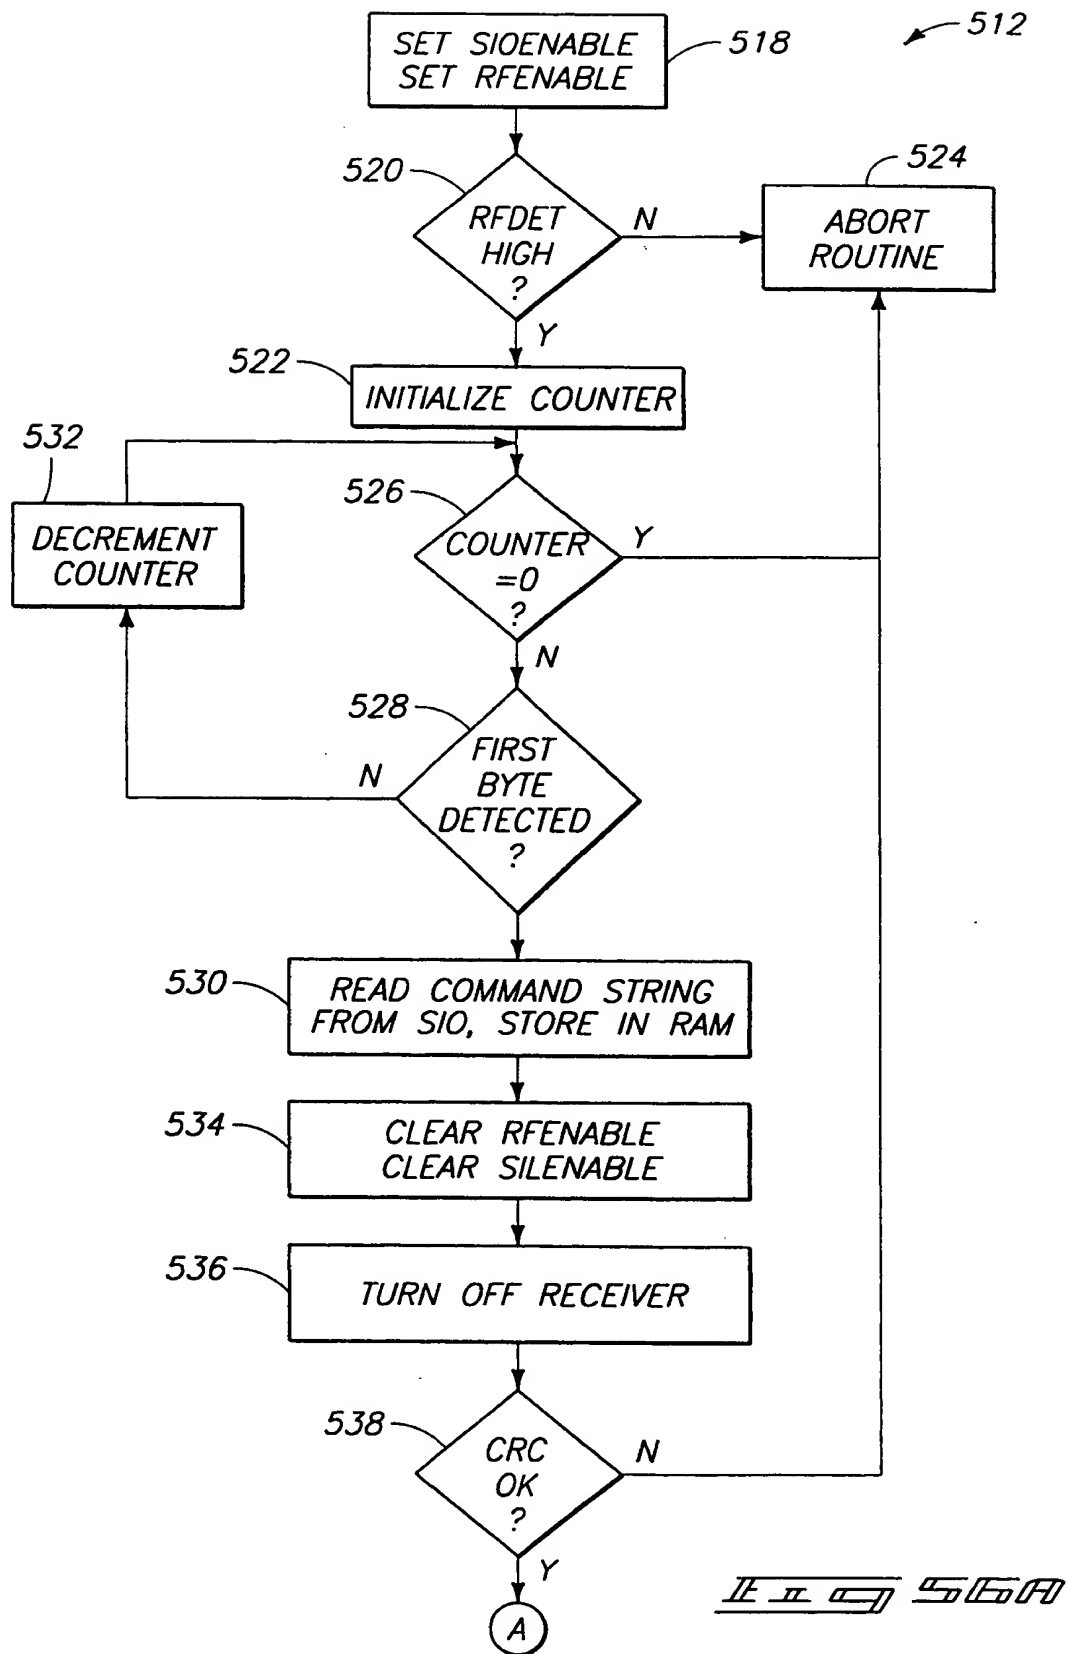 512
SET SIOENABLE
SET RFENABLE
518
520
RFDET
HIGH
?
N
Y
524
ABORT
ROUTINE
522
INITIALIZE COUNTER
532
DECREMENT
COUNTER
526
COUNTER
=0
?
Y
N
528
FIRST
BYTE
DETECTED
?
N
530
READ COMMAND STRING
FROM SIO, STORE IN RAM
534
CLEAR RFENABLE
CLEAR SILENABLE
536
TURN OFF RECEIVER
538
CRC
OK
?
N
Y
A
FIG 56A